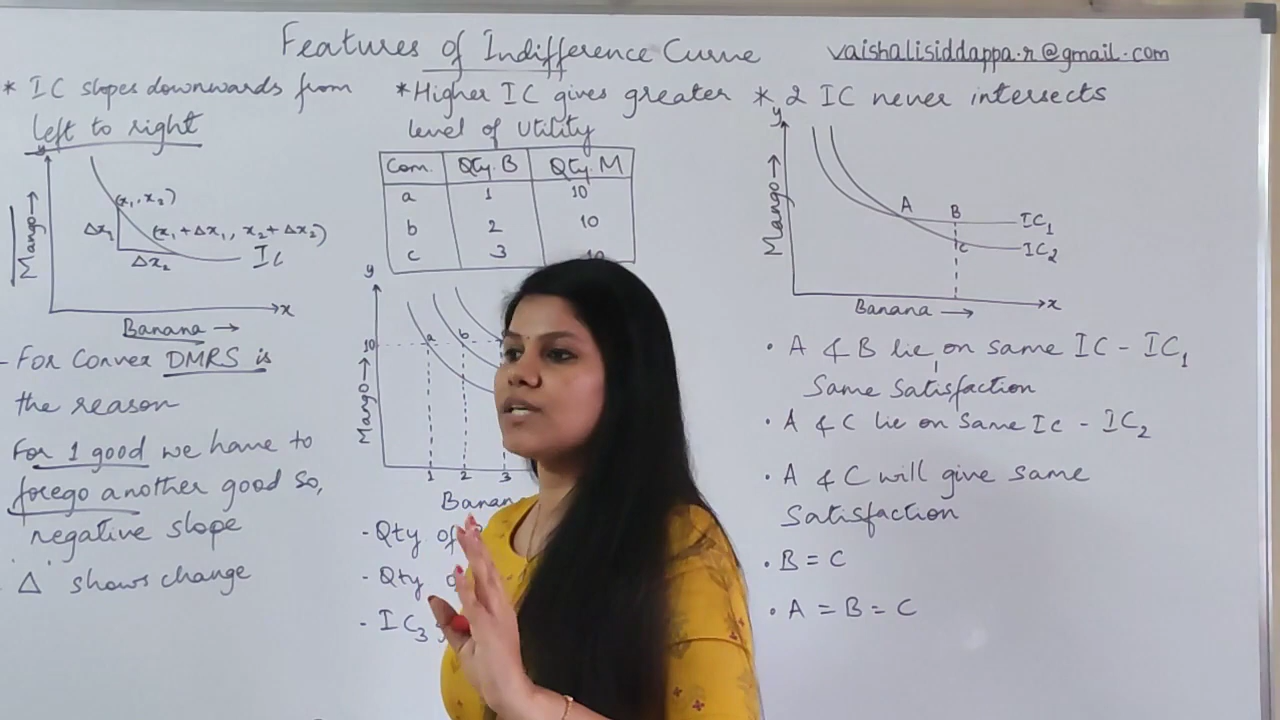 Features of Indifference Curve
vaishalisiddappa.r@gmail.com
* IC slopes downwards from
left to right
y
Mango →
(x₁, x₂)
Δx₂
(x₁ + Δx₁, x₂ + Δx₂)
Δx₂
IC
x
Banana →
- For Convex DMRS is
the reason
For 1 good we have to
forego another good so,
negative slope
"Δ" shows change
* Higher IC gives greater
level of utility
Com. Qty. B Qty. M
a 1 10
b 2 10
c 3 10
y
10
a b
Mango →
1 2 3
Banan
- Qty of
- Qty
- IC₃
* 2 IC never intersects
y
Mango →
A B IC₁
C IC₂
x
Banana →
• A & B lie on same IC - IC₁
Same satisfaction
• A & C lie on Same Ic - IC₂
• A & C will give same
Satisfaction
• B = C
• A = B = C